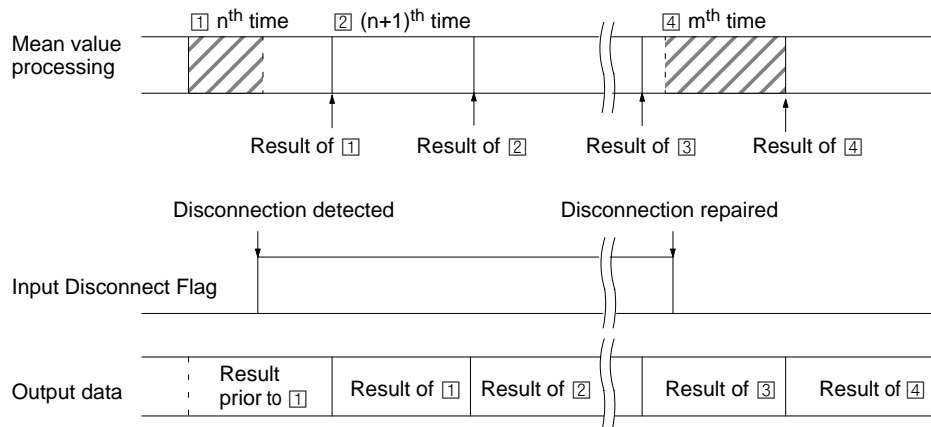 1 nth time 2 (n+1)th time 4 mth time
Mean value
processing
Result of 1 Result of 2 Result of 3 Result of 4
Disconnection detected Disconnection repaired
Input Disconnect Flag
Output data
Result
prior to 1
Result of 1 Result of 2 Result of 3 Result of 4